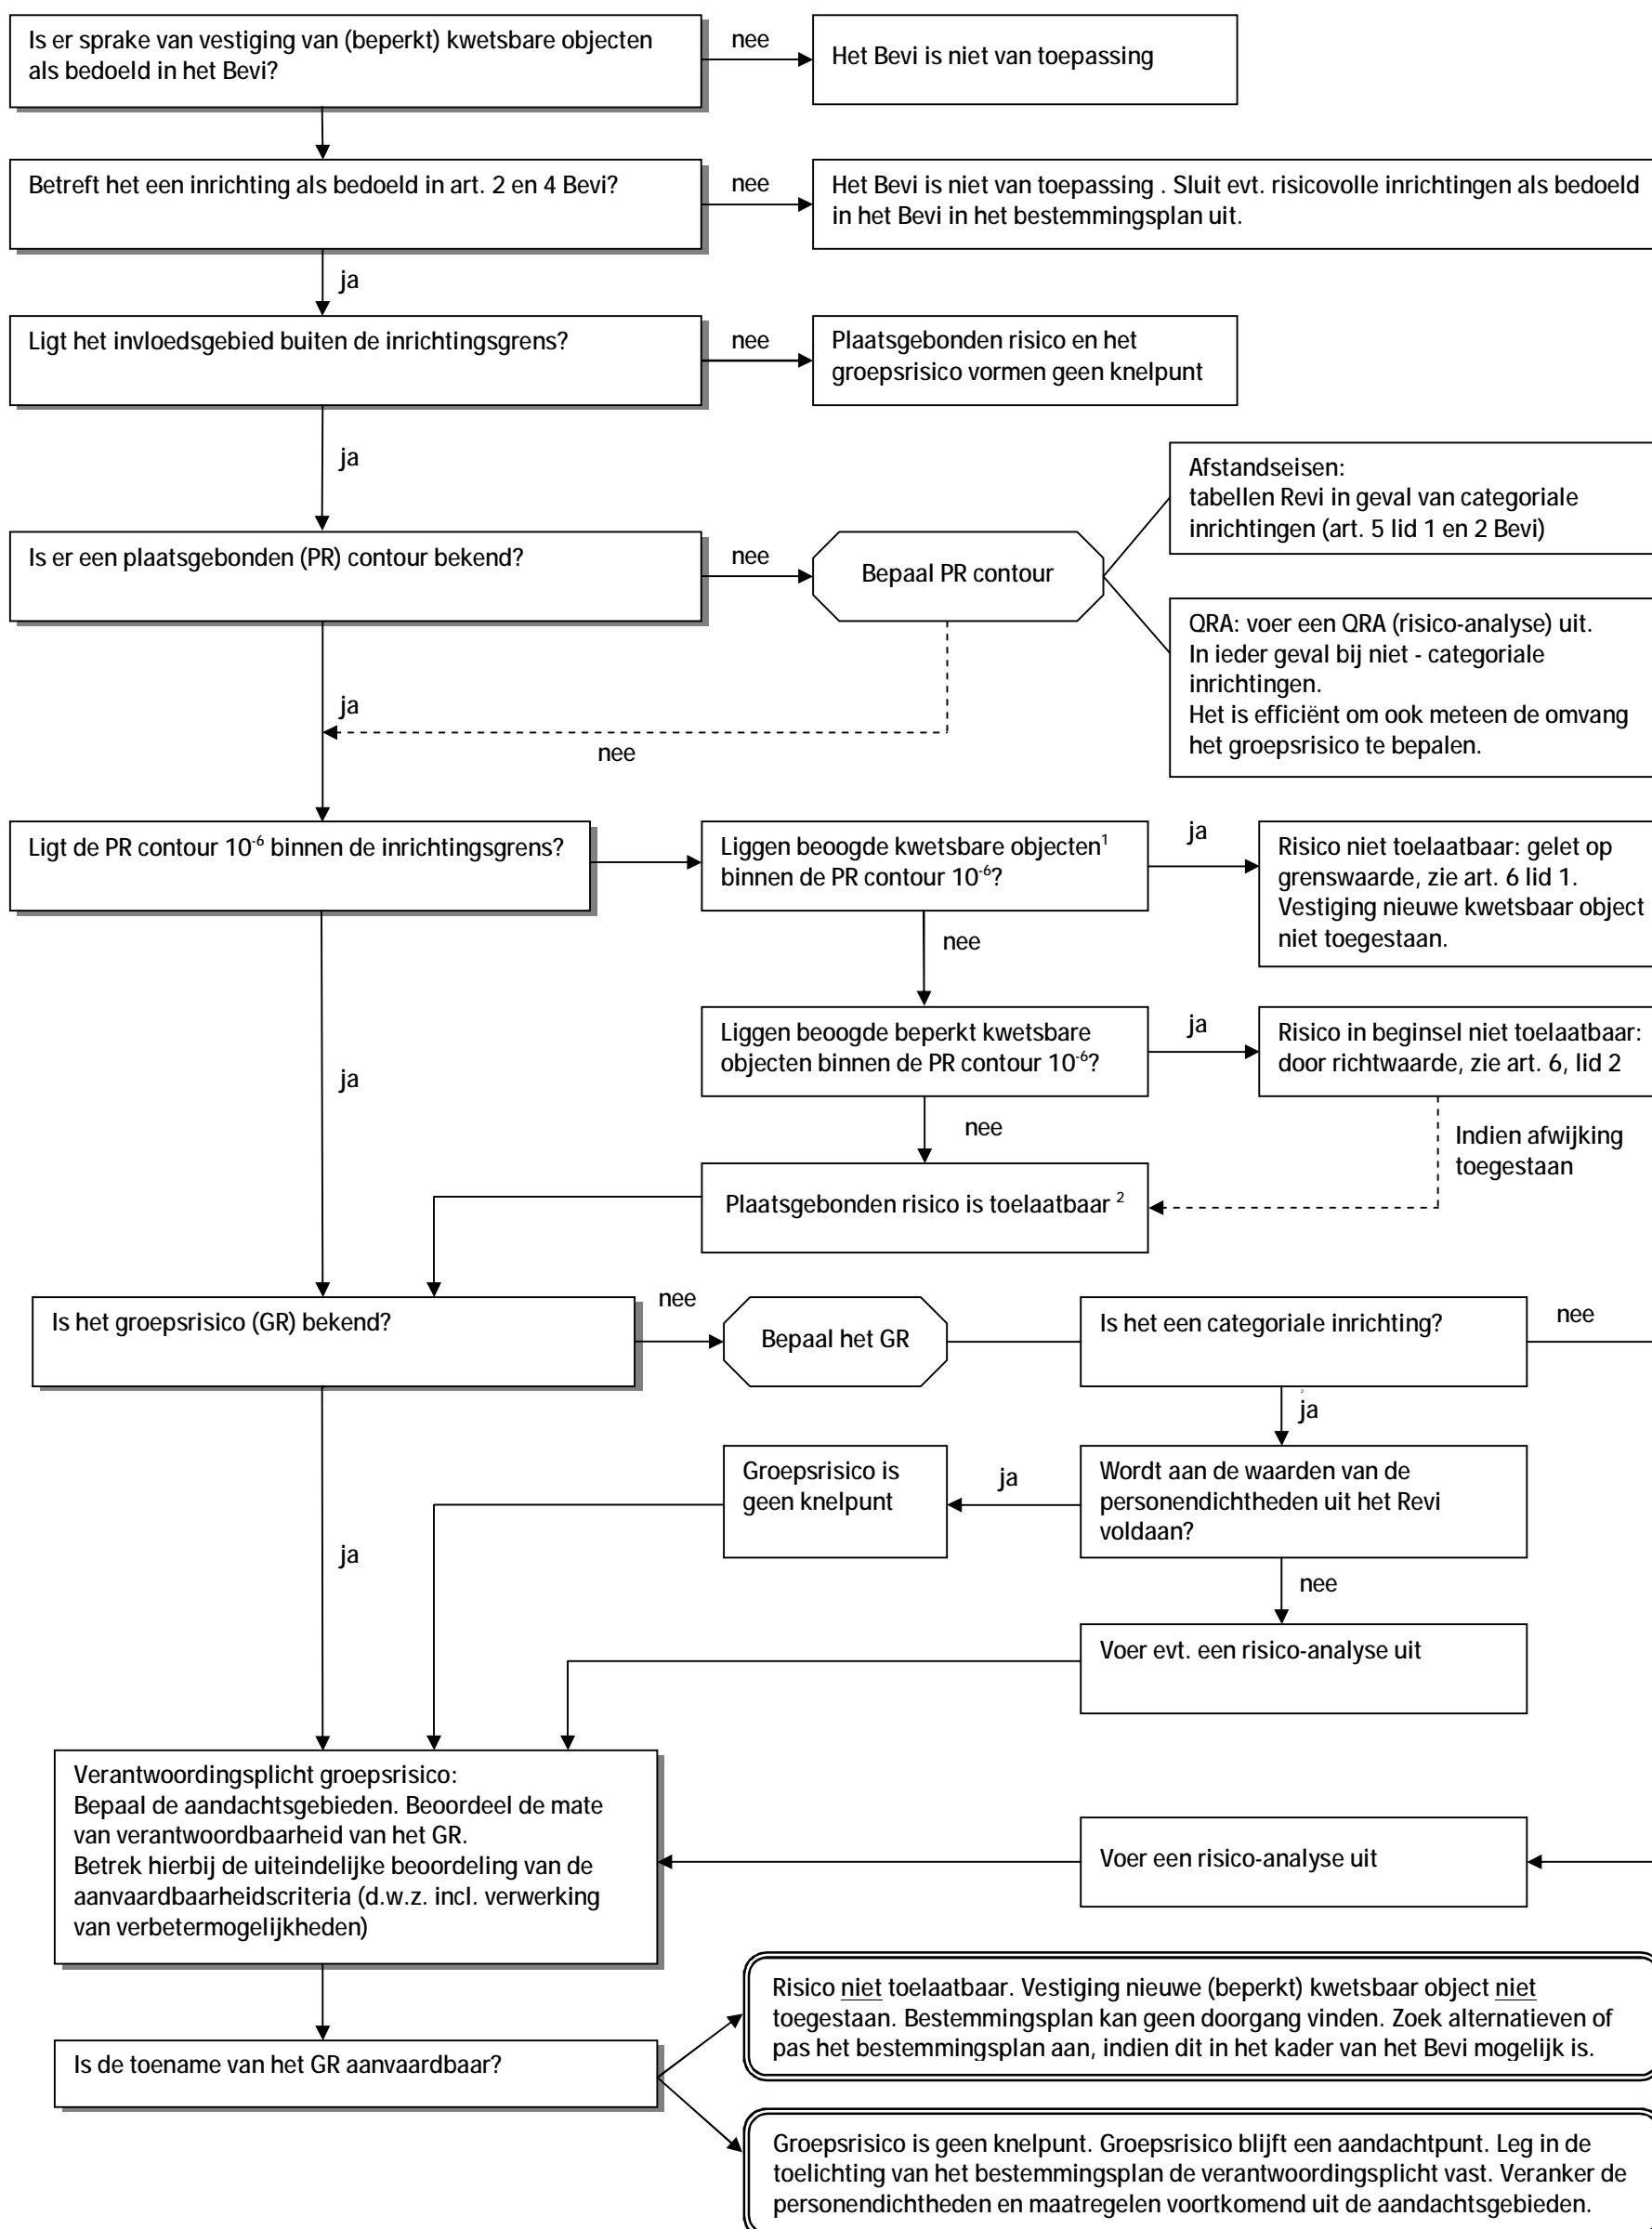 Is er sprake van vestiging van (beperkt) kwetsbare objecten
als bedoeld in het Bevi?
nee
Het Bevi is niet van toepassing
Betreft het een inrichting als bedoeld in art. 2 en 4 Bevi?
nee
Het Bevi is niet van toepassing . Sluit evt. risicovolle inrichtingen als bedoeld
in het Bevi in het bestemmingsplan uit.
ja
Ligt het invloedsgebied buiten de inrichtingsgrens?
nee
Plaatsgebonden risico en het
groepsrisico vormen geen knelpunt
ja
Afstandseisen:
tabellen Revi in geval van categoriale
inrichtingen (art. 5 lid 1 en 2 Bevi)
Is er een plaatsgebonden (PR) contour bekend?
nee
Bepaal PR contour
QRA: voer een QRA (risico-analyse) uit.
In ieder geval bij niet - categoriale
inrichtingen.
Het is efficiënt om ook meteen de omvang
het groepsrisico te bepalen.
ja
nee
Ligt de PR contour 10-6 binnen de inrichtingsgrens?
Liggen beoogde kwetsbare objecten1
binnen de PR contour 10-6?
ja
Risico niet toelaatbaar: gelet op
grenswaarde, zie art. 6 lid 1.
Vestiging nieuwe kwetsbaar object
niet toegestaan.
nee
Liggen beoogde beperkt kwetsbare
objecten binnen de PR contour 10-6?
ja
Risico in beginsel niet toelaatbaar:
door richtwaarde, zie art. 6, lid 2
ja
nee
Indien afwijking
toegestaan
Plaatsgebonden risico is toelaatbaar 2
Is het groepsrisico (GR) bekend?
nee
Bepaal het GR
Is het een categoriale inrichting?
nee
ja
Groepsrisico is
geen knelpunt
ja
Wordt aan de waarden van de
personendichtheden uit het Revi
voldaan?
ja
nee
Voer evt. een risico-analyse uit
Verantwoordingsplicht groepsrisico:
Bepaal de aandachtsgebieden. Beoordeel de mate
van verantwoordbaarheid van het GR.
Betrek hierbij de uiteindelijke beoordeling van de
aanvaardbaarheidscriteria (d.w.z. incl. verwerking
van verbetermogelijkheden)
Voer een risico-analyse uit
Risico niet toelaatbaar. Vestiging nieuwe (beperkt) kwetsbaar object niet
toegestaan. Bestemmingsplan kan geen doorgang vinden. Zoek alternatieven of
pas het bestemmingsplan aan, indien dit in het kader van het Bevi mogelijk is.
Is de toename van het GR aanvaardbaar?
Groepsrisico is geen knelpunt. Groepsrisico blijft een aandachtpunt. Leg in de
toelichting van het bestemmingsplan de verantwoordingsplicht vast. Veranker de
personendichtheden en maatregelen voortkomend uit de aandachtsgebieden.